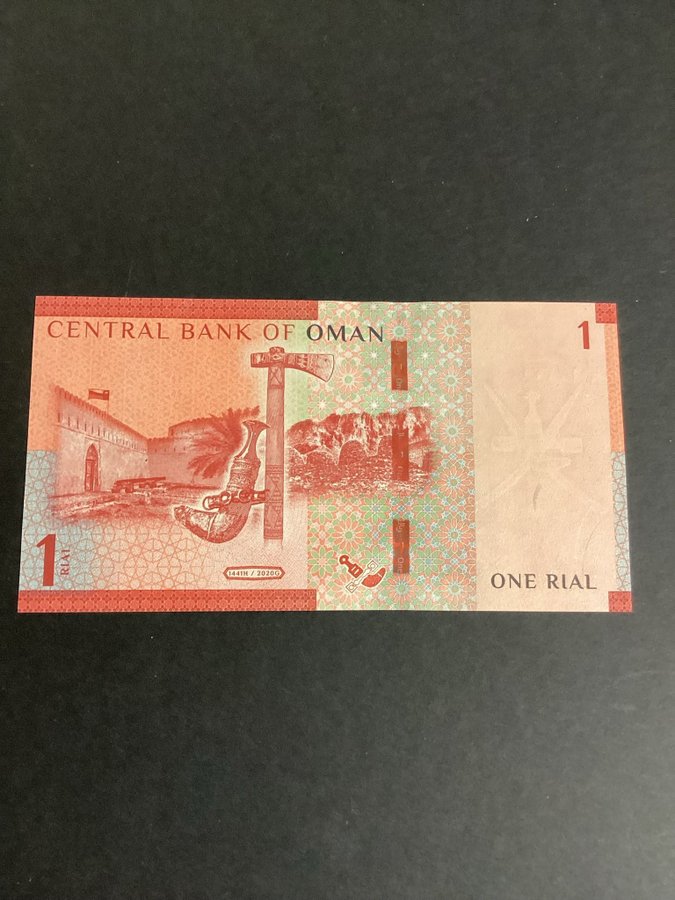 CENTRAL BANK OF OMAN
1
1
RIAL
1441H / 2020G
ONE RIAL